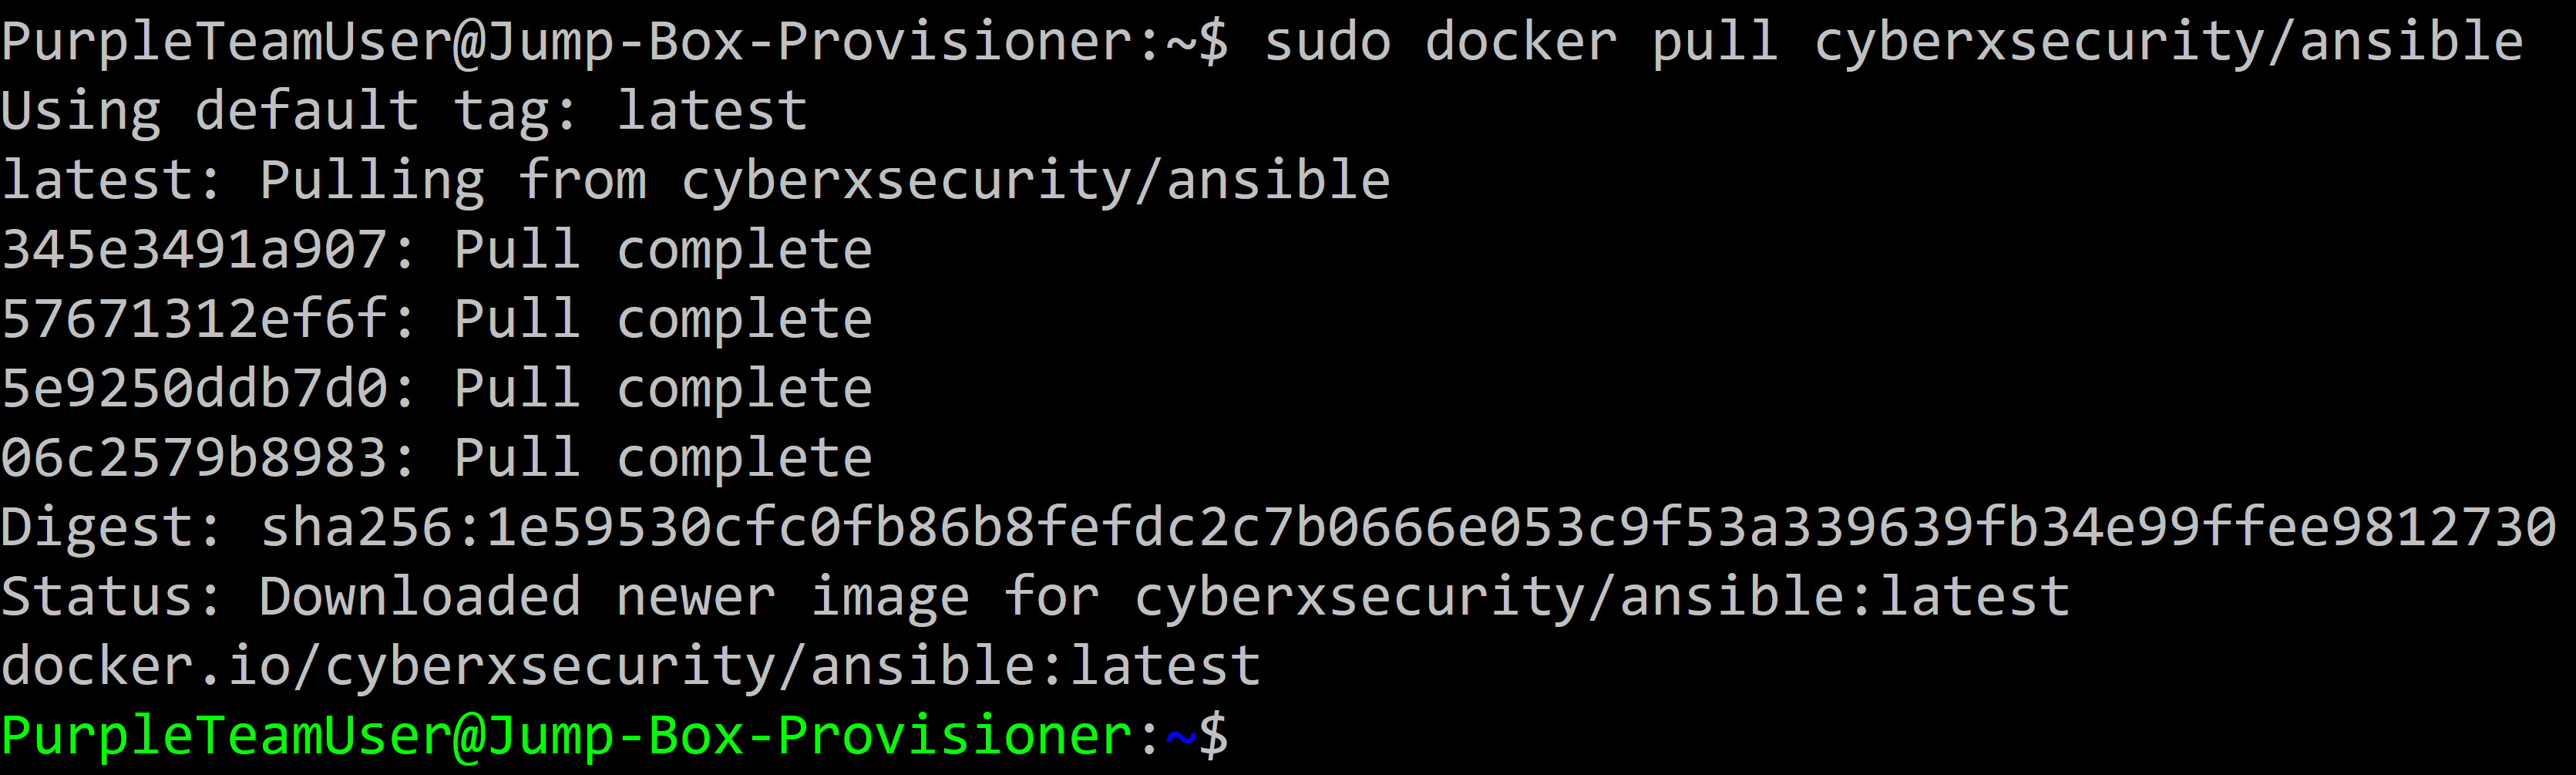 PurpleTeamUser@Jump-Box-Provisioner:~$ sudo docker pull cyberxsecurity/ansible
Using default tag: latest
latest: Pulling from cyberxsecurity/ansible
345e3491a907: Pull complete
57671312ef6f: Pull complete
5e9250ddb7d0: Pull complete
06c2579b8983: Pull complete
Digest: sha256:1e59530cfc0fb86b8fefdc2c7b0666e053c9f53a339639fb34e99ffee9812730
Status: Downloaded newer image for cyberxsecurity/ansible:latest
docker.io/cyberxsecurity/ansible:latest
PurpleTeamUser@Jump-Box-Provisioner:~$